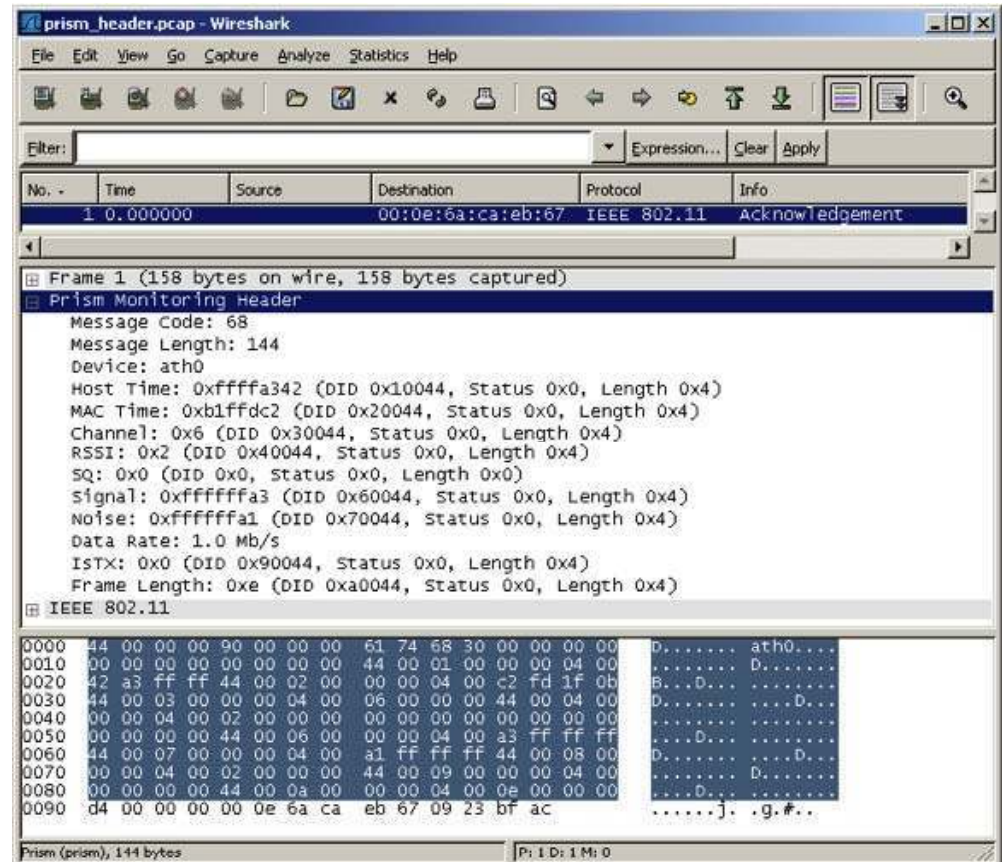 prism_header.pcap - Wireshark
File Edit View Go Capture Analyze Statistics Help
Filter: Expression... Clear Apply
No. - Time Source Destination Protocol Info
1 0.000000 00:0e:6a:ca:eb:67 IEEE 802.11 Acknowledgement
Frame 1 (158 bytes on wire, 158 bytes captured)
Prism Monitoring Header
Message Code: 68
Message Length: 144
Device: ath0
Host Time: 0xffffa342 (DID 0x10044, Status 0x0, Length 0x4)
MAC Time: 0xb1ffdc2 (DID 0x20044, Status 0x0, Length 0x4)
Channel: 0x6 (DID 0x30044, Status 0x0, Length 0x4)
RSSI: 0x2 (DID 0x40044, Status 0x0, Length 0x4)
SQ: 0x0 (DID 0x0, Status 0x0, Length 0x0)
Signal: 0xffffffa3 (DID 0x60044, Status 0x0, Length 0x4)
Noise: 0xffffffa1 (DID 0x70044, Status 0x0, Length 0x4)
Data Rate: 1.0 Mb/s
IsTX: 0x0 (DID 0x90044, Status 0x0, Length 0x4)
Frame Length: 0xe (DID 0xa0044, Status 0x0, Length 0x4)
IEEE 802.11
0000 44 00 00 00 90 00 00 00 61 74 68 30 00 00 00 00 D....... ath0....
0010 00 00 00 00 00 00 00 00 44 00 01 00 00 00 04 00 ........ D.......
0020 42 a3 ff ff 44 00 02 00 00 00 04 00 c2 fd 1f 0b B...D... ........
0030 44 00 03 00 00 00 04 00 06 00 00 00 44 00 04 00 D....... ....D...
0040 00 00 04 00 02 00 00 00 00 00 00 00 00 00 00 00 ........ ........
0050 00 00 00 00 44 00 06 00 00 00 04 00 a3 ff ff ff ....D... ........
0060 44 00 07 00 00 00 04 00 a1 ff ff ff 44 00 08 00 D....... ....D...
0070 00 00 04 00 02 00 00 00 44 00 09 00 00 00 04 00 ........ D.......
0080 00 00 00 00 44 00 0a 00 00 00 04 00 0e 00 00 00 ....D... ........
0090 d4 00 00 00 00 0e 6a ca eb 67 09 23 bf ac ......j. .g.#..
Prism (prism), 144 bytes P: 1 D: 1 M: 0